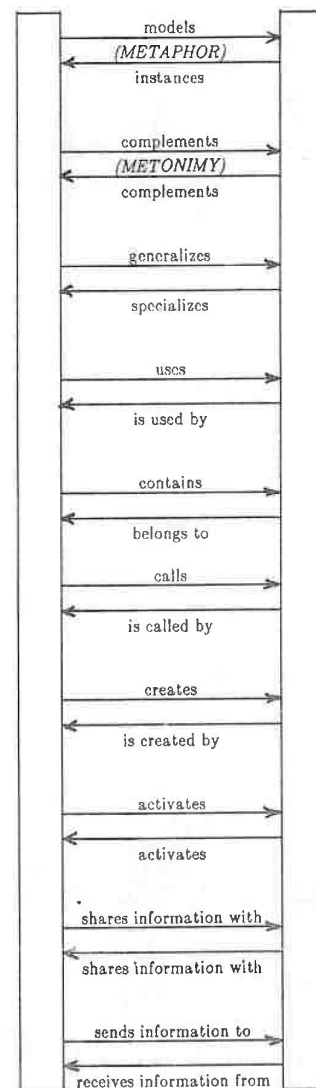 models
(METAPHOR)
instances
complements
(METONIMY)
complements
generalizes
specializes
uses
is used by
contains
belongs to
calls
is called by
creates
is created by
activates
activates
shares information with
shares information with
sends information to
receives information from